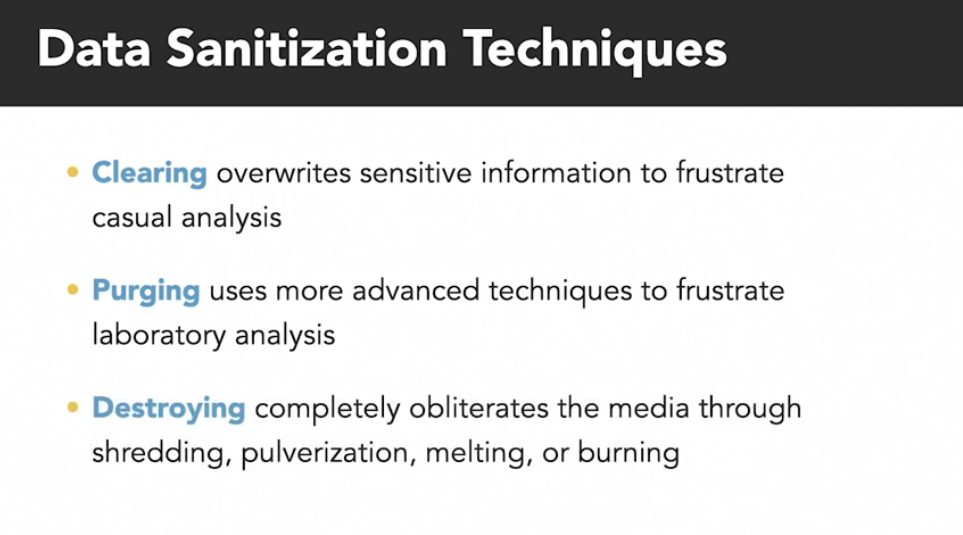 Data Sanitization Techniques
• Clearing overwrites sensitive information to frustrate
casual analysis
• Purging uses more advanced techniques to frustrate
laboratory analysis
• Destroying completely obliterates the media through
shredding, pulverization, melting, or burning